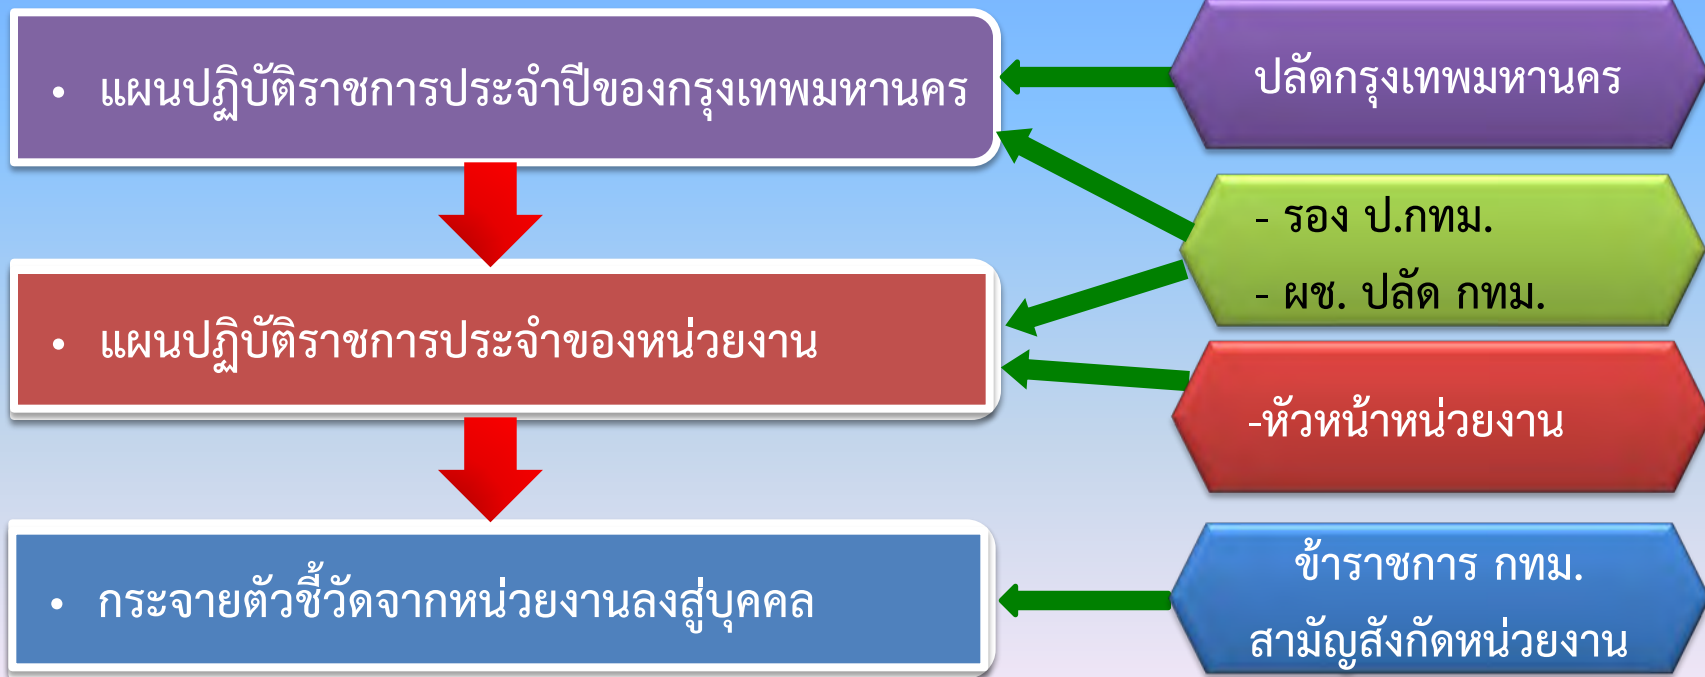 • แผนปฏิบัติราชการประจำปีของกรุงเทพมหานคร
ปลัดกรุงเทพมหานคร
- รอง ป.กทม.
- ผช. ปลัด กทม.
• แผนปฏิบัติราชการประจำของหน่วยงาน
-หัวหน้าหน่วยงาน
• กระจายตัวชี้วัดจากหน่วยงานลงสู่บุคคล
ข้าราชการ กทม.
สามัญสังกัดหน่วยงาน